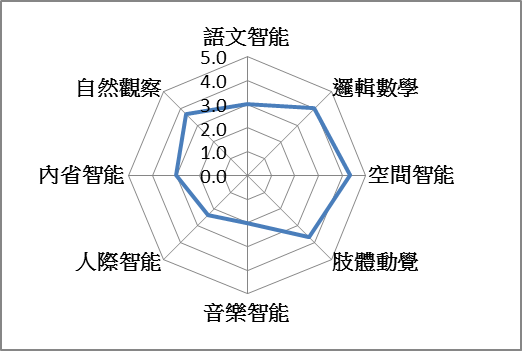 語文智能
邏輯數學
空間智能
肢體動覺
音樂智能
人際智能
內省智能
自然觀察
5.0
4.0
3.0
2.0
1.0
0.0